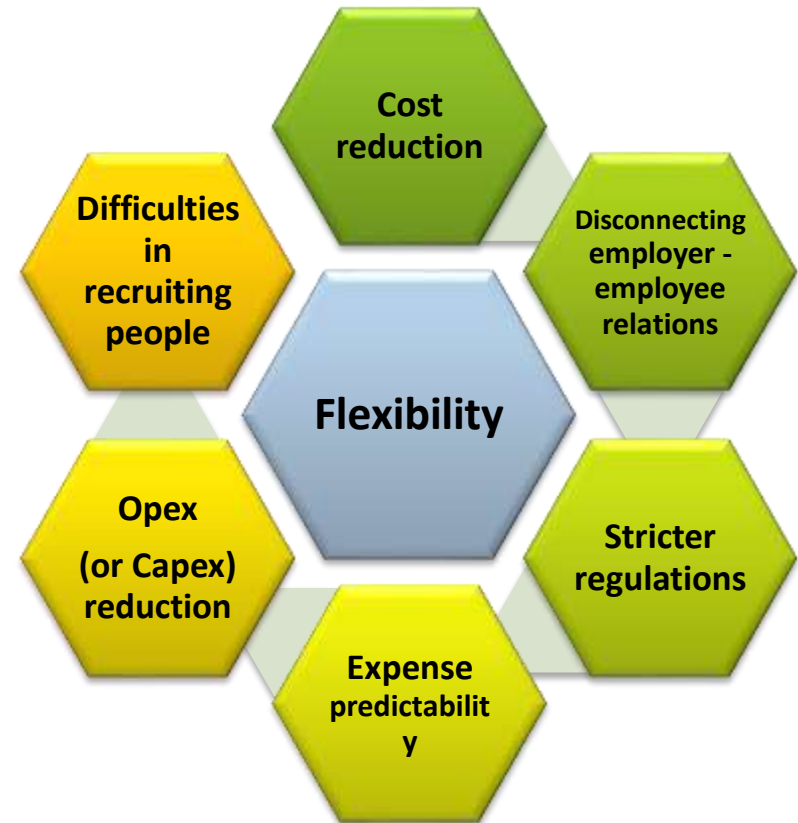 Cost
reduction
Disconnecting
employer -
employee
relations
Stricter
regulations
Expense
predictabilit
y
Opex
(or Capex)
reduction
Difficulties
in
recruiting
people
Flexibility